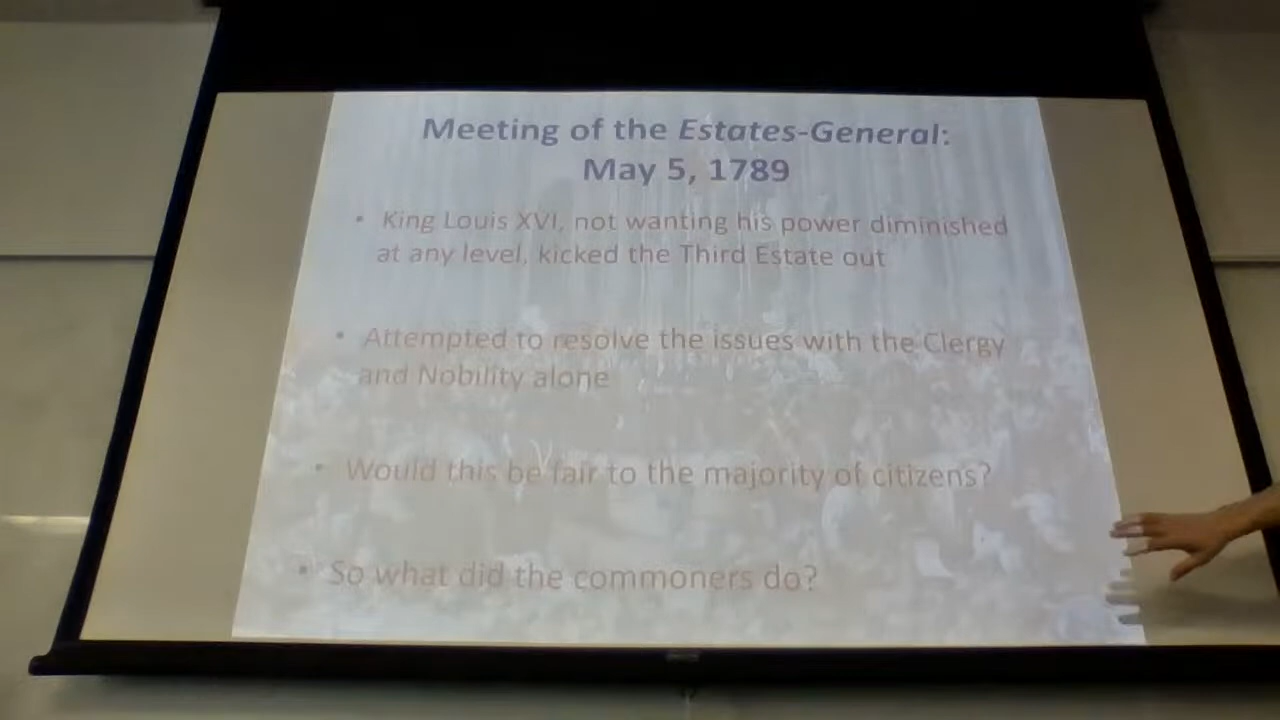 Meeting of the Estates-General:
May 5, 1789
• King Louis XVI, not wanting his power diminished
at any level, kicked the Third Estate out
• Attempted to resolve the issues with the Clergy
and Nobility alone
• Would this be fair to the majority of citizens?
• So what did the commoners do?